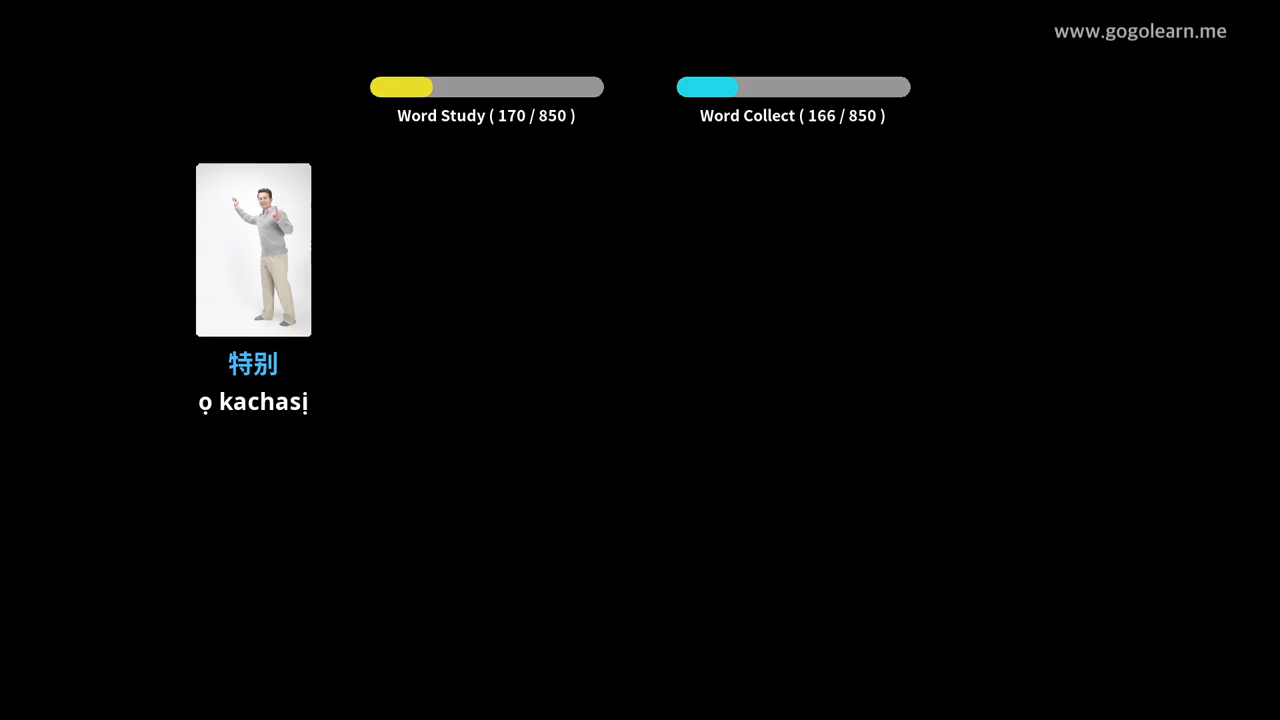 www.gogolearn.me
Word Study ( 170 / 850 )
Word Collect ( 166 / 850 )
特别
ọ kachasị